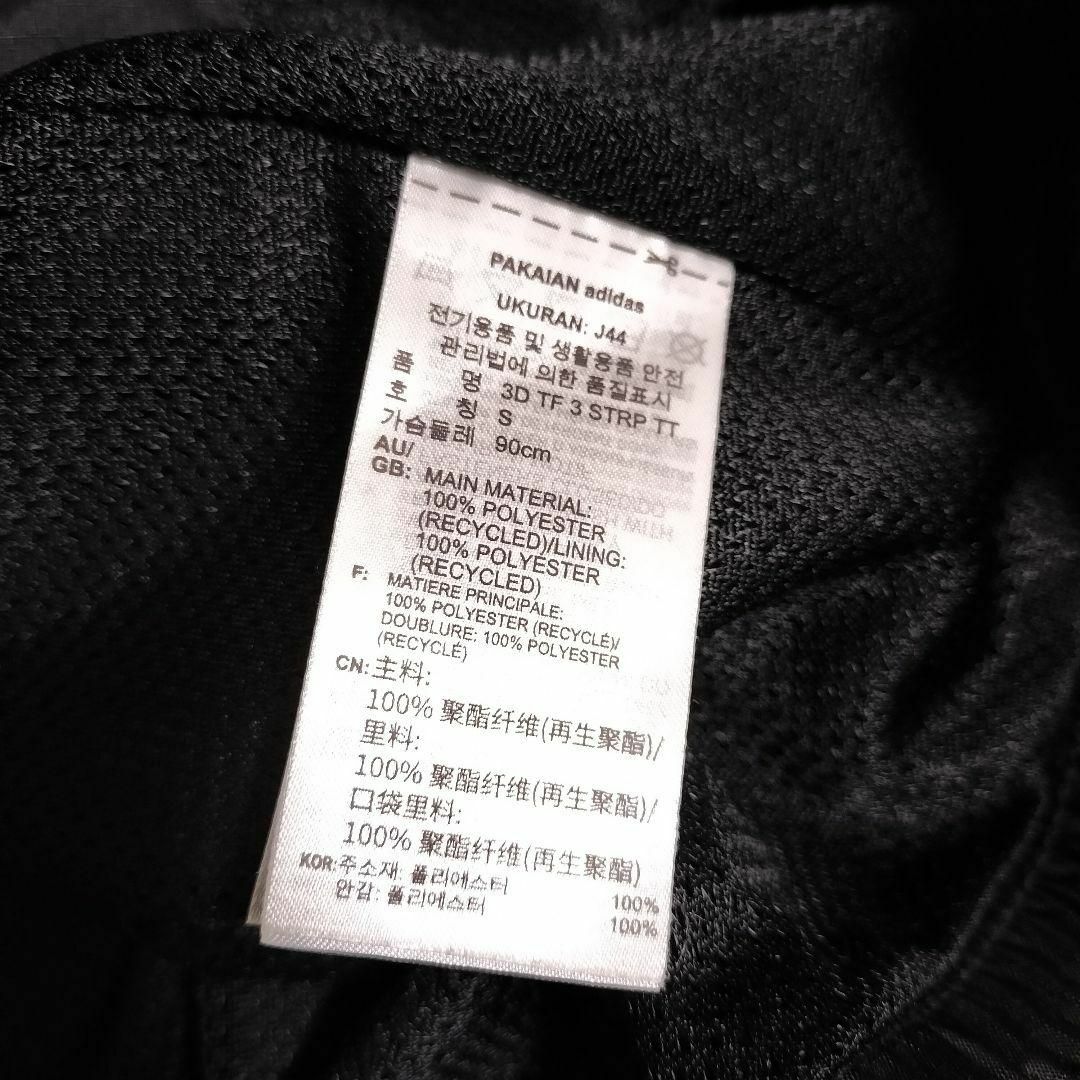 PAKAIAN adidas
UKURAN: J44
전기용품 및 생활용품 안전
관리법에 의한 품질표시
품 명 3D TF 3 STRP TT
호 칭 S
가슴둘레 90cm
AU/
GB: MAIN MATERIAL:
100% POLYESTER
(RECYCLED)/LINING:
100% POLYESTER
(RECYCLED)
F: MATIERE PRINCIPALE:
100% POLYESTER (RECYCLÉ)/
DOUBLURE: 100% POLYESTER
(RECYCLÉ)
CN: 主料:
100% 聚酯纤维(再生聚酯)/
里料:
100% 聚酯纤维(再生聚酯)/
口袋里料:
100% 聚酯纤维(再生聚酯)
KOR: 주소재: 폴리에스터 100%
안감: 폴리에스터 100%